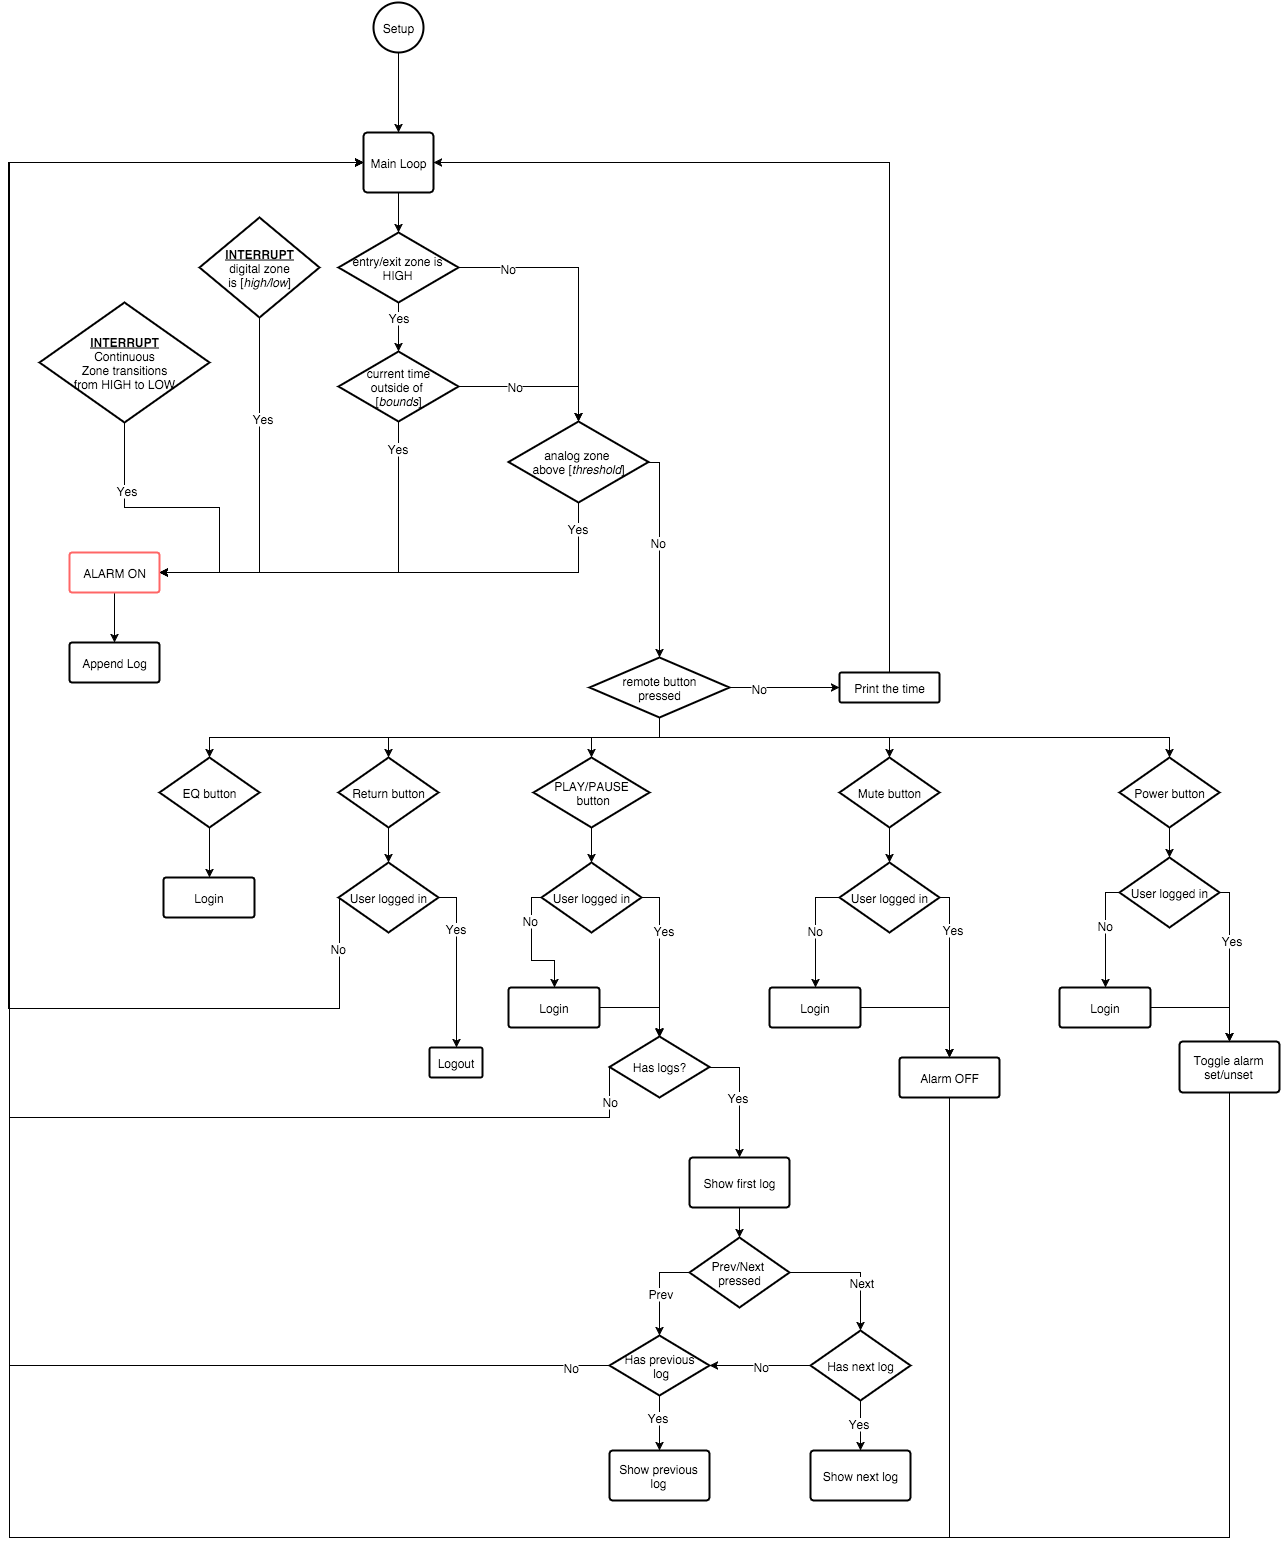 Setup
Main Loop
INTERRUPT
digital zone
is [high/low]
entry/exit zone is
HIGH
No
Yes
INTERRUPT
Continuous
Zone transitions
from HIGH to LOW
current time
outside of
[bounds]
No
Yes
Yes
analog zone
above [threshold]
Yes
Yes
No
ALARM ON
Append Log
remote button
pressed
No
Print the time
EQ button
Return button
PLAY/PAUSE
button
Mute button
Power button
Login
User logged in
User logged in
User logged in
User logged in
No
Yes
No
Yes
No
Yes
No
Yes
Login
Login
Login
Logout
Has logs?
Alarm OFF
Toggle alarm
set/unset
No
Yes
Show first log
Prev/Next
pressed
Prev
Next
Has previous
log
Has next log
No
No
Yes
Yes
Show previous
log
Show next log